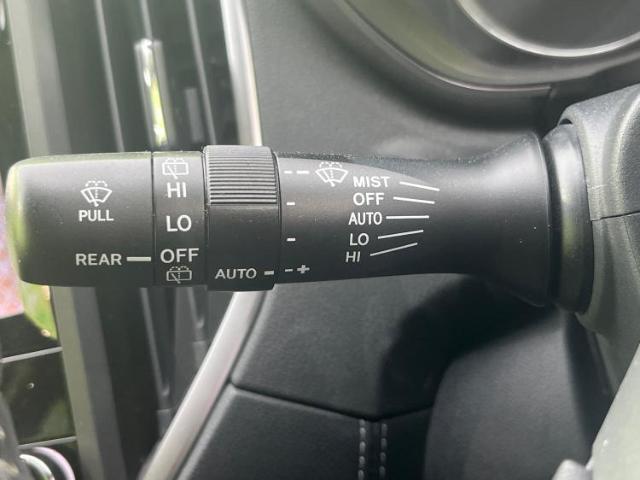 PULL
REAR
HI
LO
OFF
AUTO
- +
MIST
OFF
AUTO
LO
HI